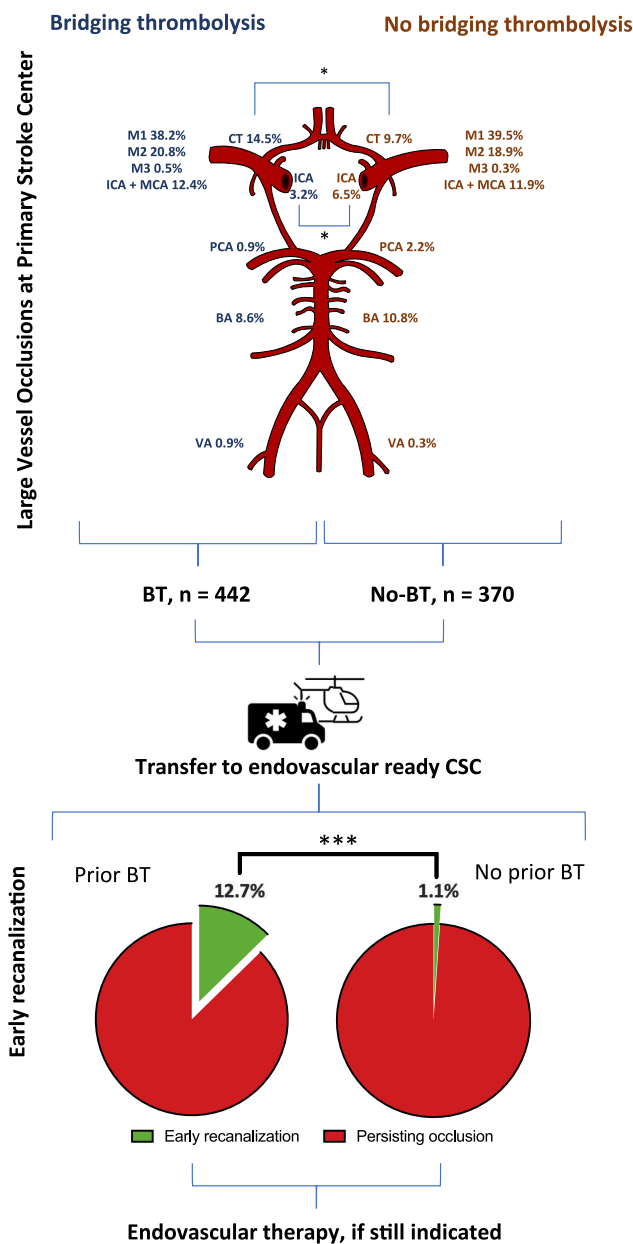 Bridging thrombolysis
No bridging thrombolysis
Large Vessel Occlusions at Primary Stroke Center
*
M1 38.2%
M2 20.8%
M3 0.5%
ICA + MCA 12.4%
CT 14.5%
CT 9.7%
M1 39.5%
M2 18.9%
M3 0.3%
ICA + MCA 11.9%
ICA
3.2%
ICA
6.5%
*
PCA 0.9%
PCA 2.2%
BA 8.6%
BA 10.8%
VA 0.9%
VA 0.3%
BT, n = 442
No-BT, n = 370
Transfer to endovascular ready CSC
Early recanalization
***
Prior BT
No prior BT
12.7%
1.1%
Early recanalization
Persisting occlusion
Endovascular therapy, if still indicated